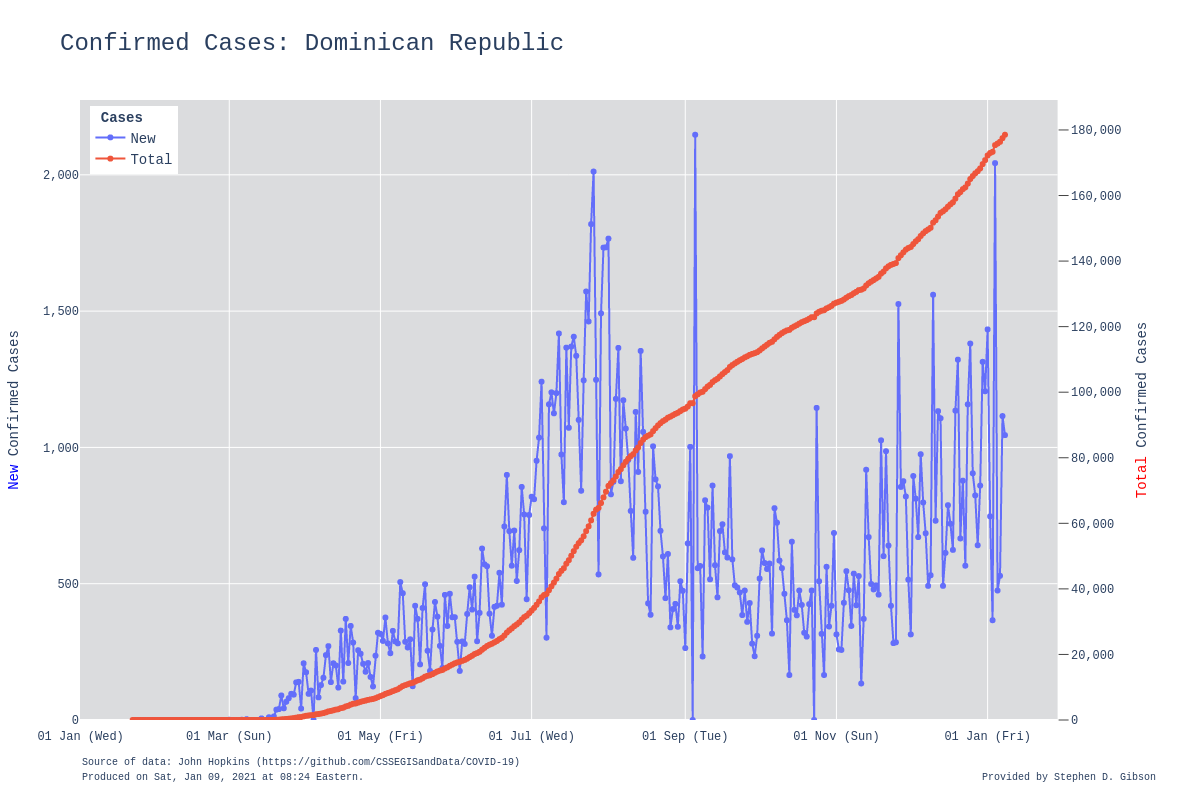 Confirmed Cases: Dominican Republic
Cases
New
Total
2,000
1,500
1,000
500
0
180,000
160,000
140,000
120,000
100,000
80,000
60,000
40,000
20,000
0
New Confirmed Cases
Total Confirmed Cases
01 Jan (Wed)
01 Mar (Sun)
01 May (Fri)
01 Jul (Wed)
01 Sep (Tue)
01 Nov (Sun)
01 Jan (Fri)
Source of data: John Hopkins (https://github.com/CSSEGISandData/COVID-19)
Produced on Sat, Jan 09, 2021 at 08:24 Eastern.
Provided by Stephen D. Gibson